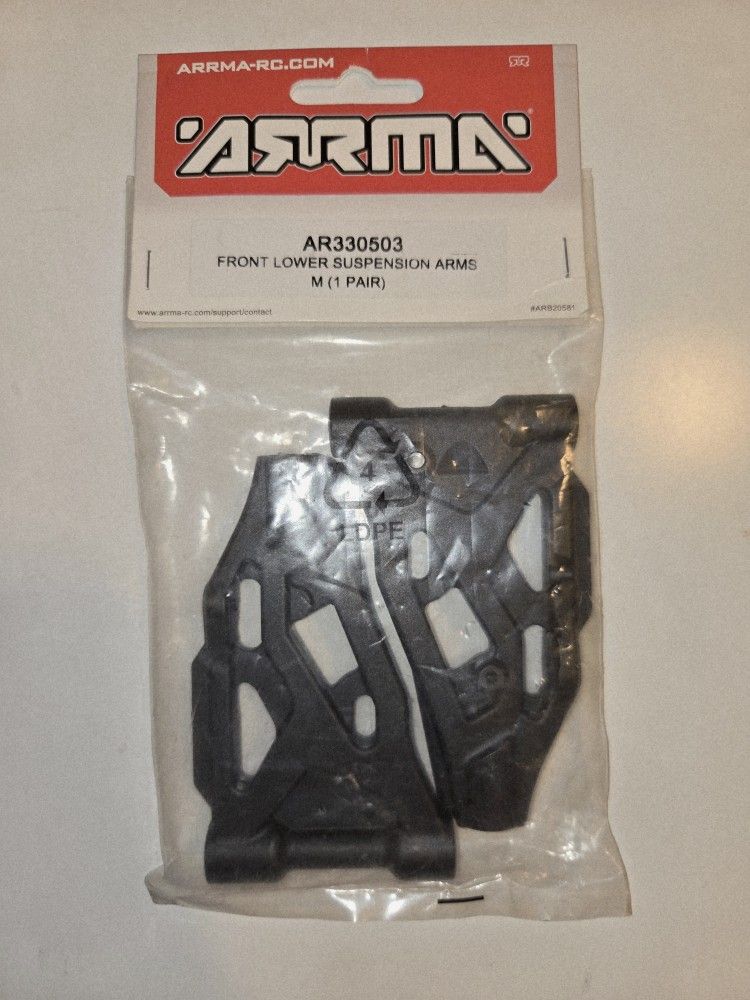 ARRMA-RC.COM
ARRMA
AR330503
FRONT LOWER SUSPENSION ARMS
M (1 PAIR)
www.arrma-rc.com/support/contact
#ARB20581
4
LDPE